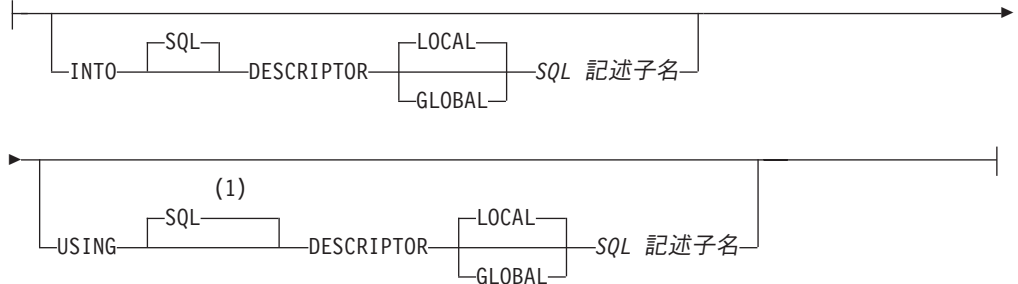 SQL LOCAL
INTO DESCRIPTOR SQL 記述子名
GLOBAL
(1)
SQL LOCAL
USING DESCRIPTOR SQL 記述子名
GLOBAL